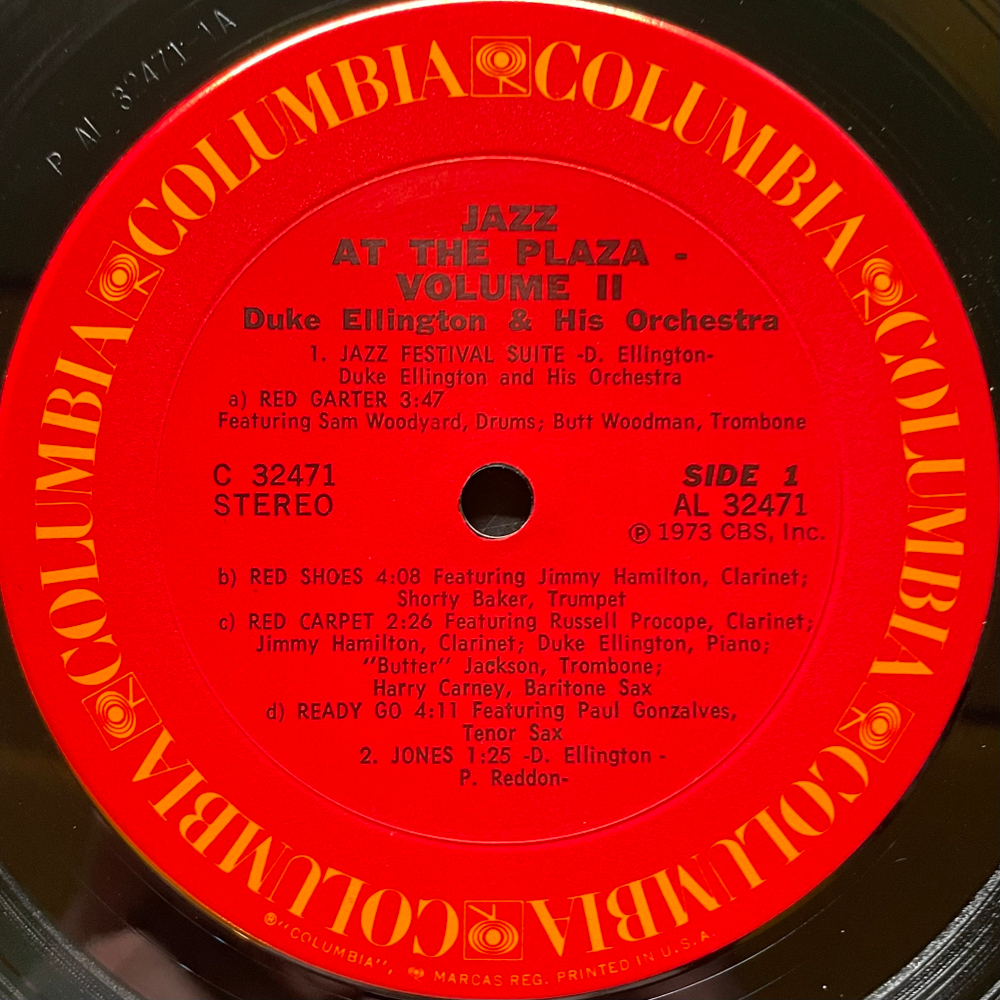 P AL 32471-1A
COLUMBIA COLUMBIA COLUMBIA COLUMBIA COLUMBIA COLUMBIA
JAZZ
AT THE PLAZA -
VOLUME II
Duke Ellington & His Orchestra
1. JAZZ FESTIVAL SUITE -D. Ellington-
Duke Ellington and His Orchestra
a) RED GARTER 3:47
Featuring Sam Woodyard, Drums; Butt Woodman, Trombone
C 32471
STEREO
SIDE 1
AL 32471
℗ 1973 CBS, Inc.
b) RED SHOES 4:08 Featuring Jimmy Hamilton, Clarinet;
Shorty Baker, Trumpet
c) RED CARPET 2:26 Featuring Russell Procope, Clarinet;
Jimmy Hamilton, Clarinet; Duke Ellington, Piano;
"Butter" Jackson, Trombone;
Harry Carney, Baritone Sax
d) READY GO 4:11 Featuring Paul Gonzalves,
Tenor Sax
2. JONES 1:25 -D. Ellington -
P. Reddon-
®"COLUMBIA", MARCAS REG. PRINTED IN U.S.A.